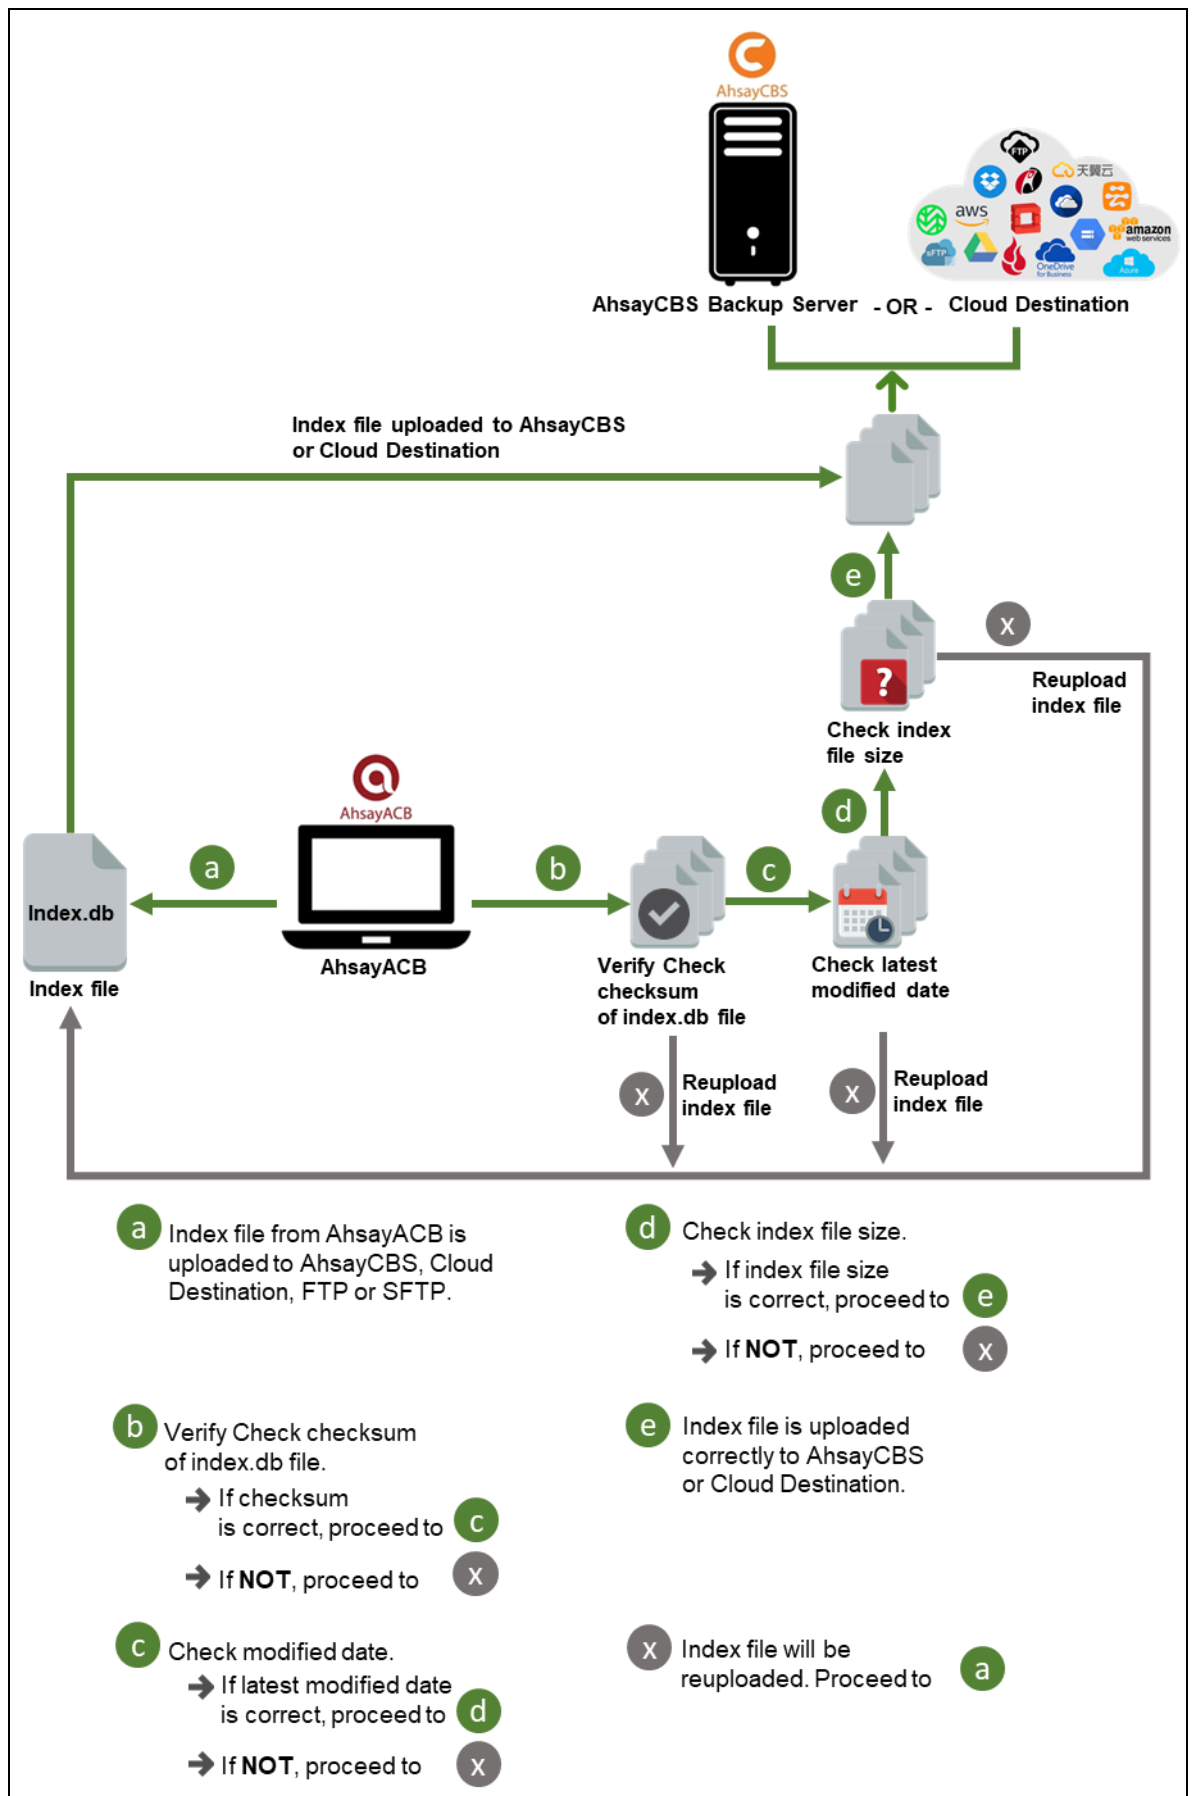 AhsayCBS
FTP
天翼云
aws
amazon
web services
sFTP
OneDrive
for Business
Azure
AhsayCBS Backup Server - OR - Cloud Destination
Index file uploaded to AhsayCBS
or Cloud Destination
e
x
?
Reupload
index file
Check index
file size
AhsayACB
d
a
b
c
Index.db
AhsayACB
Index file
Verify Check
checksum
of index.db file
Check latest
modified date
x
Reupload
index file
x
Reupload
index file
a
Index file from AhsayACB is
uploaded to AhsayCBS, Cloud
Destination, FTP or SFTP.
b
Verify Check checksum
of index.db file.
If checksum
is correct, proceed to c
If NOT, proceed to x
c
Check modified date.
If latest modified date
is correct, proceed to d
If NOT, proceed to x
d
Check index file size.
If index file size
is correct, proceed to e
If NOT, proceed to x
e
Index file is uploaded
correctly to AhsayCBS
or Cloud Destination.
x
Index file will be
reuploaded. Proceed to a